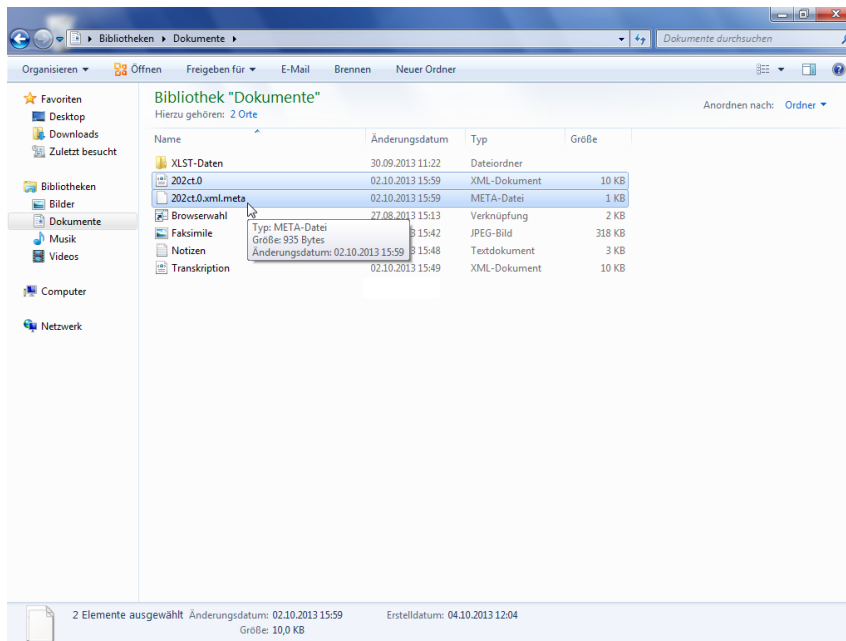 Bibliotheken Dokumente
Dokumente durchsuchen
Organisieren Öffnen Freigeben für E-Mail Brennen Neuer Ordner
Favoriten
Desktop
Downloads
Zuletzt besucht
Bibliotheken
Bilder
Dokumente
Musik
Videos
Computer
Netzwerk
Bibliothek "Dokumente"
Hierzu gehören: 2 Orte
Anordnen nach: Ordner
Name Änderungsdatum Typ Größe
XLST-Daten 30.09.2013 11:22 Dateiordner
202ct.0 02.10.2013 15:59 XML-Dokument 10 KB
202ct.0.xml.meta 02.10.2013 15:59 META-Datei 1 KB
Browserwahl 27.08.2013 15:13 Verknüpfung 2 KB
Faksimile 3 15:42 JPEG-Bild 318 KB
Notizen 3 15:48 Textdokument 3 KB
Transkription 02.10.2013 15:49 XML-Dokument 10 KB
Typ: META-Datei
Größe: 935 Bytes
Änderungsdatum: 02.10.2013 15:59
2 Elemente ausgewählt Änderungsdatum: 02.10.2013 15:59 Erstelldatum: 04.10.2013 12:04
Größe: 10,0 KB